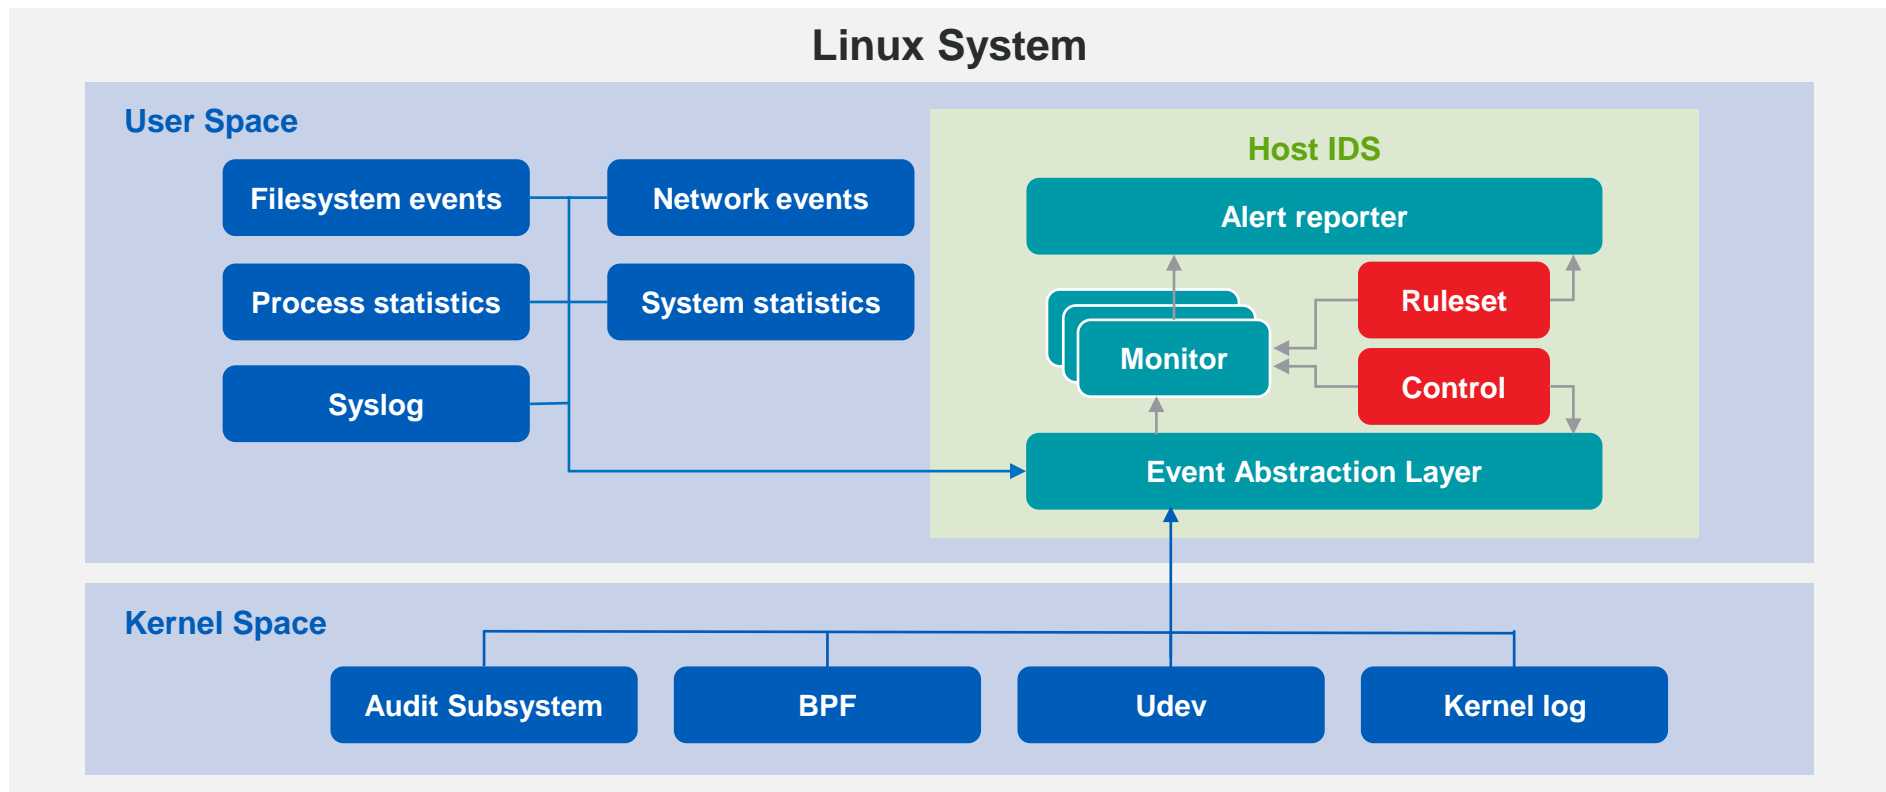 Linux System
User Space
Filesystem events
Network events
Process statistics
System statistics
Syslog
Host IDS
Alert reporter
Ruleset
Monitor
Control
Event Abstraction Layer
Kernel Space
Audit Subsystem
BPF
Udev
Kernel log